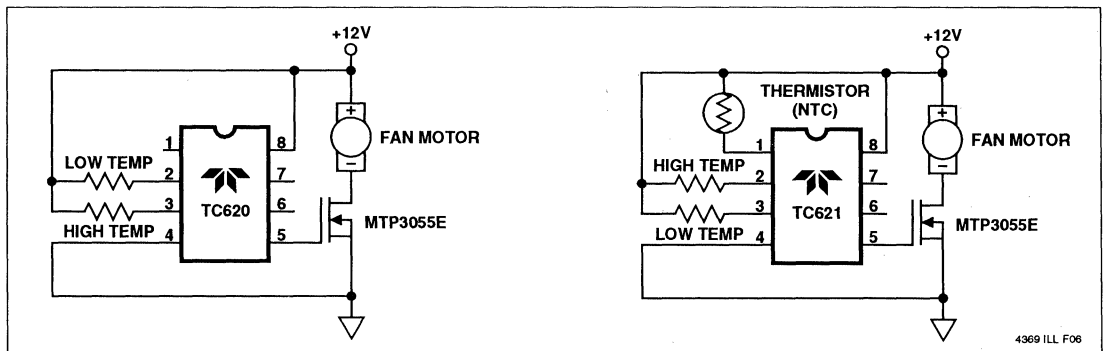 +12V
FAN MOTOR
LOW TEMP
HIGH TEMP
1
2
3
4
8
7
6
5
TC620
MTP3055E
+
−
+12V
THERMISTOR
(NTC)
FAN MOTOR
HIGH TEMP
LOW TEMP
1
2
3
4
8
7
6
5
TC621
MTP3055E
+
−
4369 ILL F06